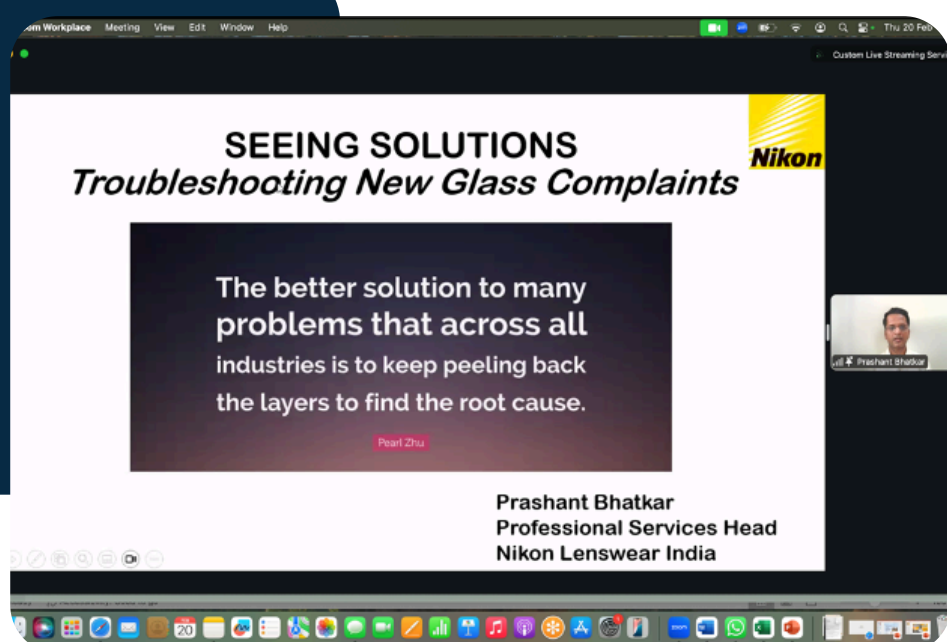 Workplace Meeting View Edit Window Help
Thu 20 Feb
Custom Live Streaming Servi
SEEING SOLUTIONS
Troubleshooting New Glass Complaints
Nikon
The better solution to many
problems that across all
industries is to keep peeling back
the layers to find the root cause.
Pearl Zhu
Prashant Bhatkar
Prashant Bhatkar
Professional Services Head
Nikon Lenswear India
20
zoom